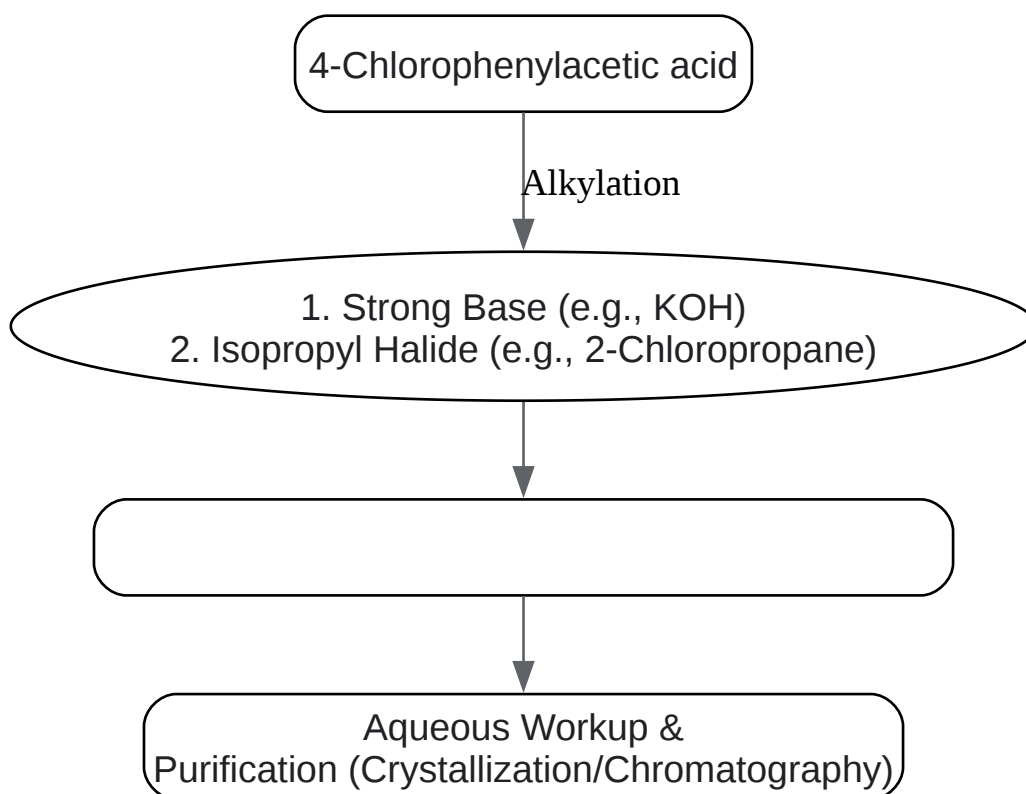 4-Chlorophenylacetic acid
Alkylation
1. Strong Base (e.g., KOH)
2. Isopropyl Halide (e.g., 2-Chloropropane)
Aqueous Workup &
Purification (Crystallization/Chromatography)